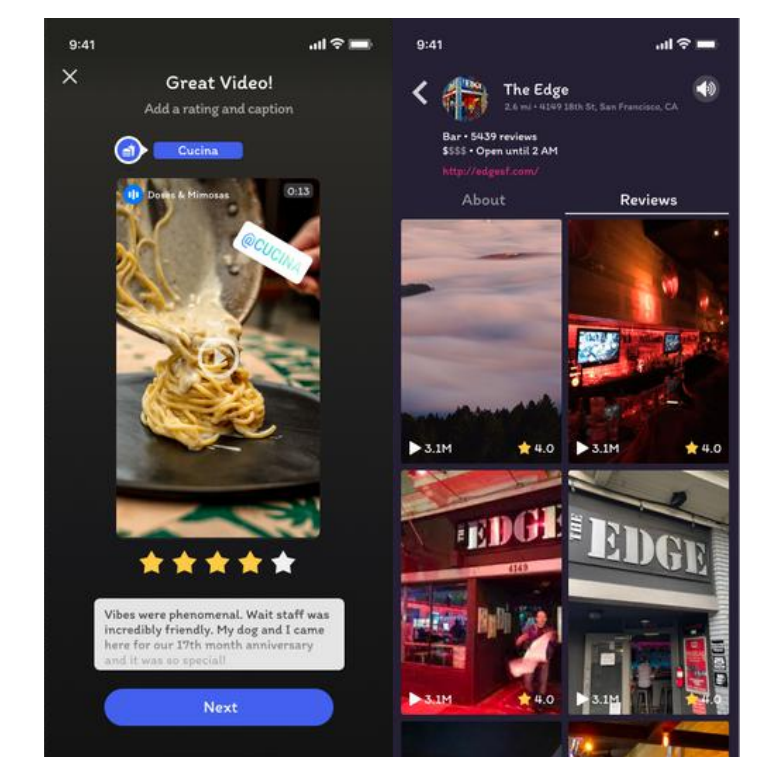 9:41
Great Video!
Add a rating and caption
Cucina
Doses & Mimosas
0:13
@CUCINA
Vibes were phenomenal. Wait staff was
incredibly friendly. My dog and I came
here for our 17th month anniversary
and it was so special!
Next
9:41
The Edge
2.6 mi • 4149 18th St, San Francisco, CA
Bar • 5439 reviews
$$$$ • Open until 2 AM
http://edgesf.com/
About
Reviews
3.1M
4.0
3.1M
4.0
THE EDGE
4149
3.1M
4.0
THE EDGE
3.1M
4.0